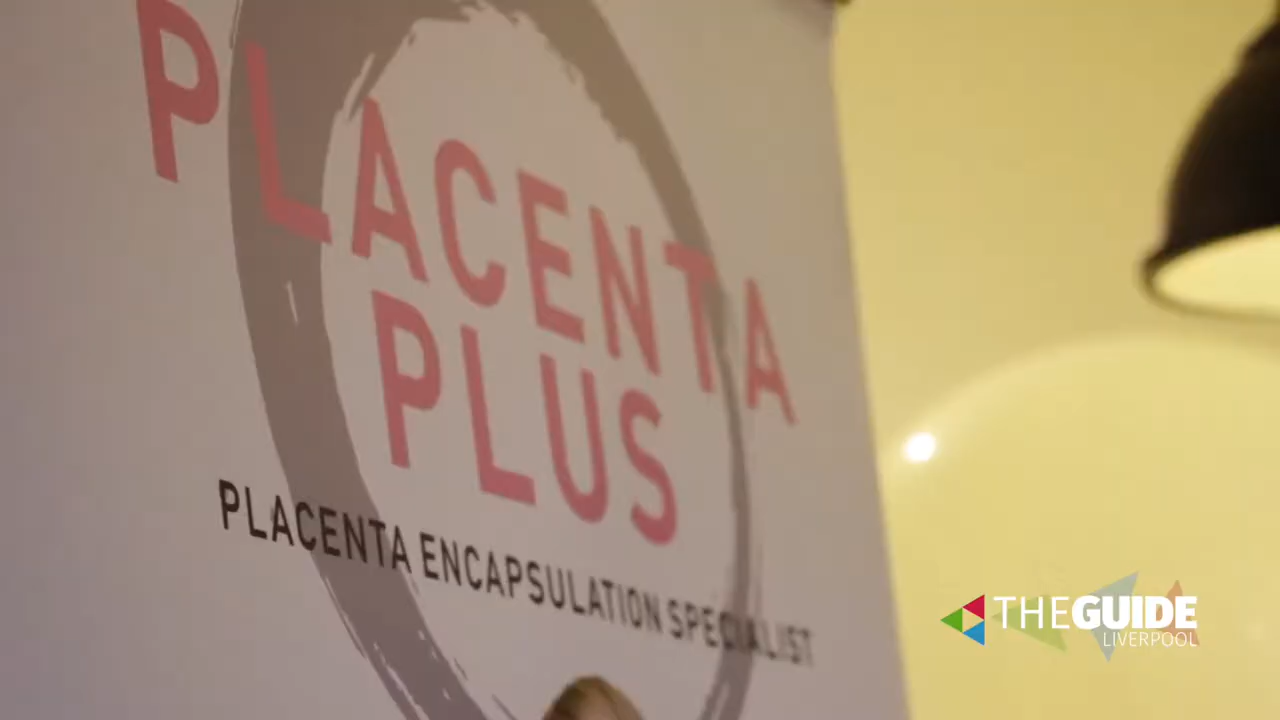 PLACENTA
PLUS
PLACENTA ENCAPSULATION SPECIALIST
THEGUIDE
LIVERPOOL